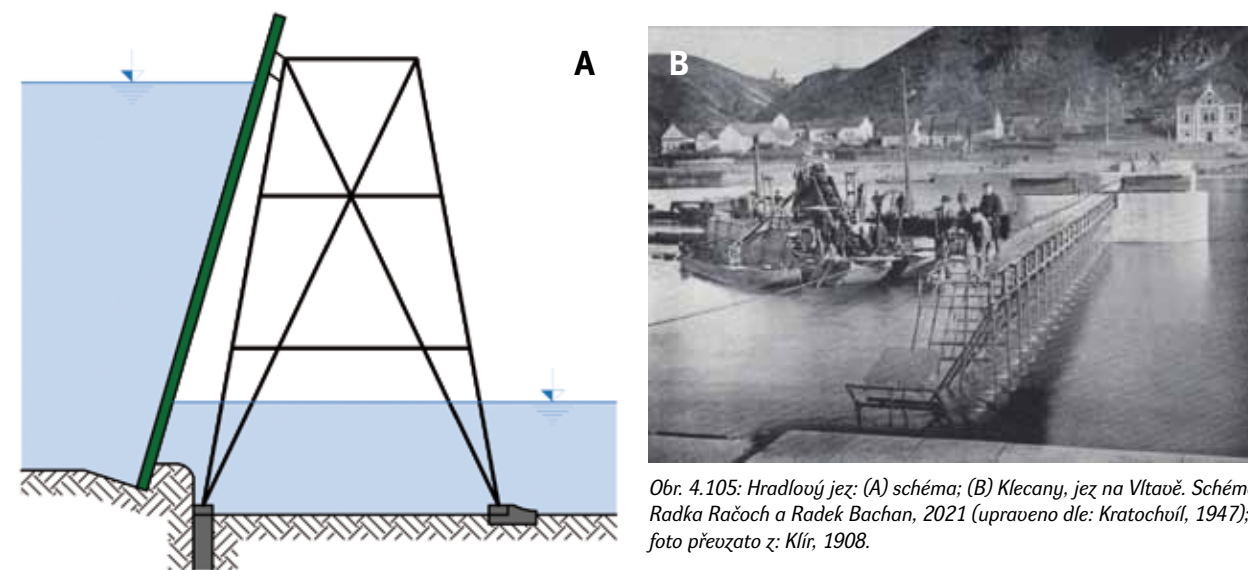 A
B
Obr. 4.105: Hradlový jez: (A) schéma; (B) Klecany, jez na Vltavě. Schéma
Radka Račoch a Radek Bachan, 2021 (upraveno dle: Kratochvíl, 1947);
foto převzato z: Klír, 1908.